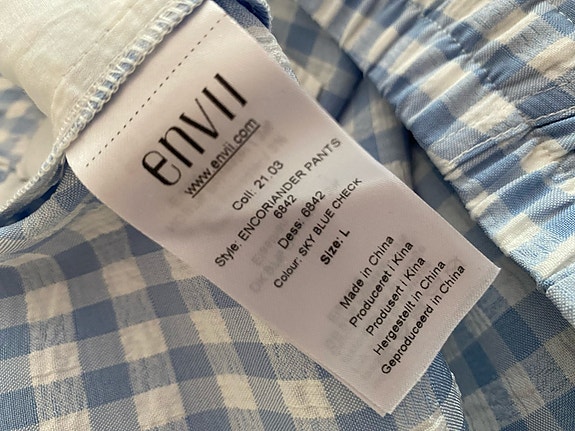 envii
www.envii.com
Coll. 21.03
Style: ENCORIANDER PANTS
6842
Dess: 6842
Colour: SKY BLUE CHECK
Size: L
Made in China
Produceret i Kina
Produsert i Kina
Hergestellt in China
Geproduceerd in China